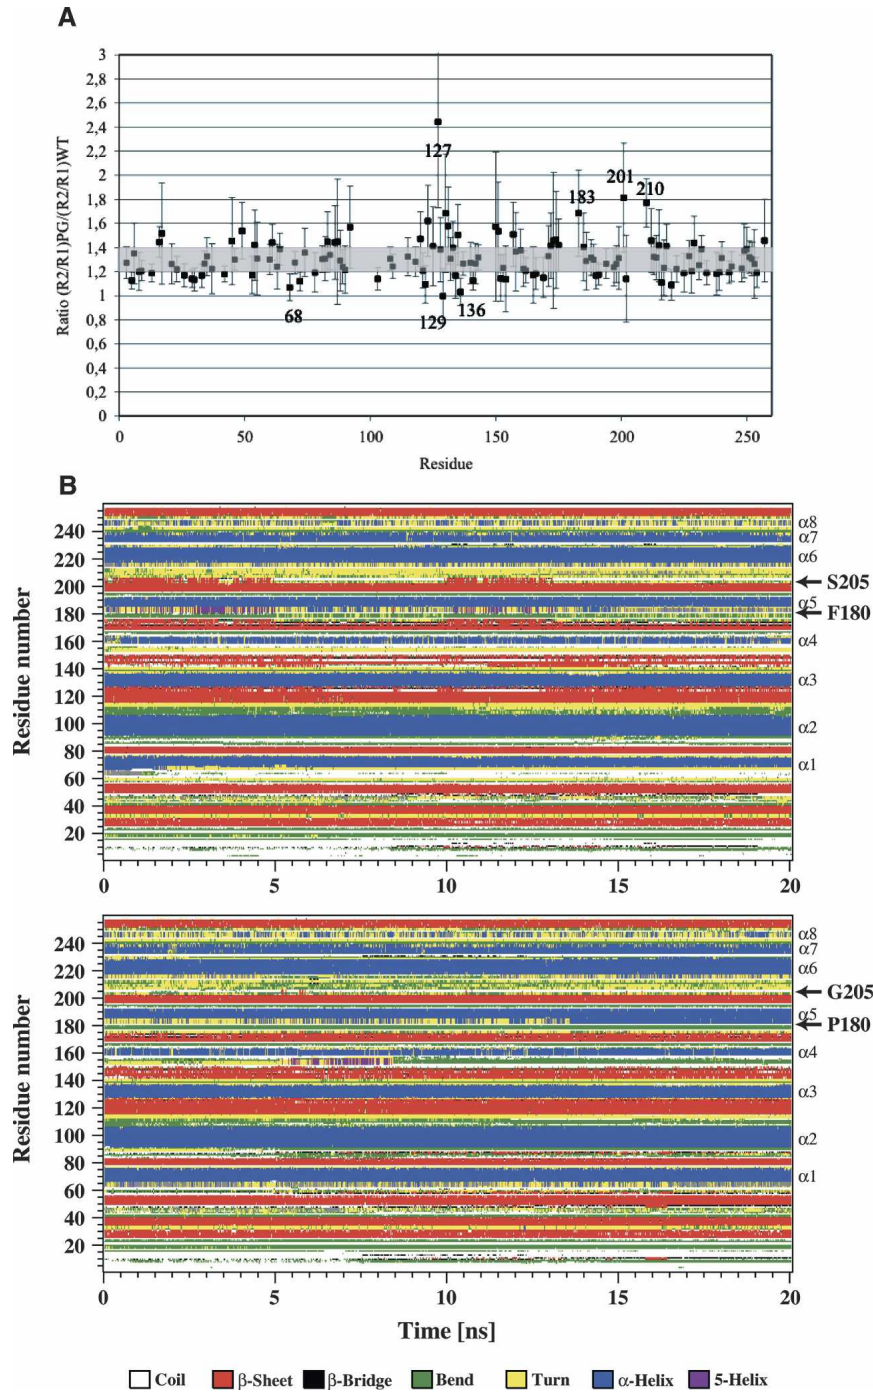 A
3
2,8
2,6
2,4
2,2
2
1,8
1,6
1,4
1,2
1
0,8
0,6
0,4
0,2
0
Ratio (R2/R1)PG/(R2/R1)WT
127
201
210
183
68
129
136
0 50 100 150 200 250
Residue
B
240
220
200
180
160
140
120
100
80
60
40
20
Residue number
α8
α7
α6
S205
α5
F180
α4
α3
α2
α1
0 5 10 15 20
240
220
200
180
160
140
120
100
80
60
40
20
Residue number
α8
α7
α6
G205
α5
P180
α4
α3
α2
α1
0 5 10 15 20
Time [ns]
Coil β-Sheet β-Bridge Bend Turn α-Helix 5-Helix